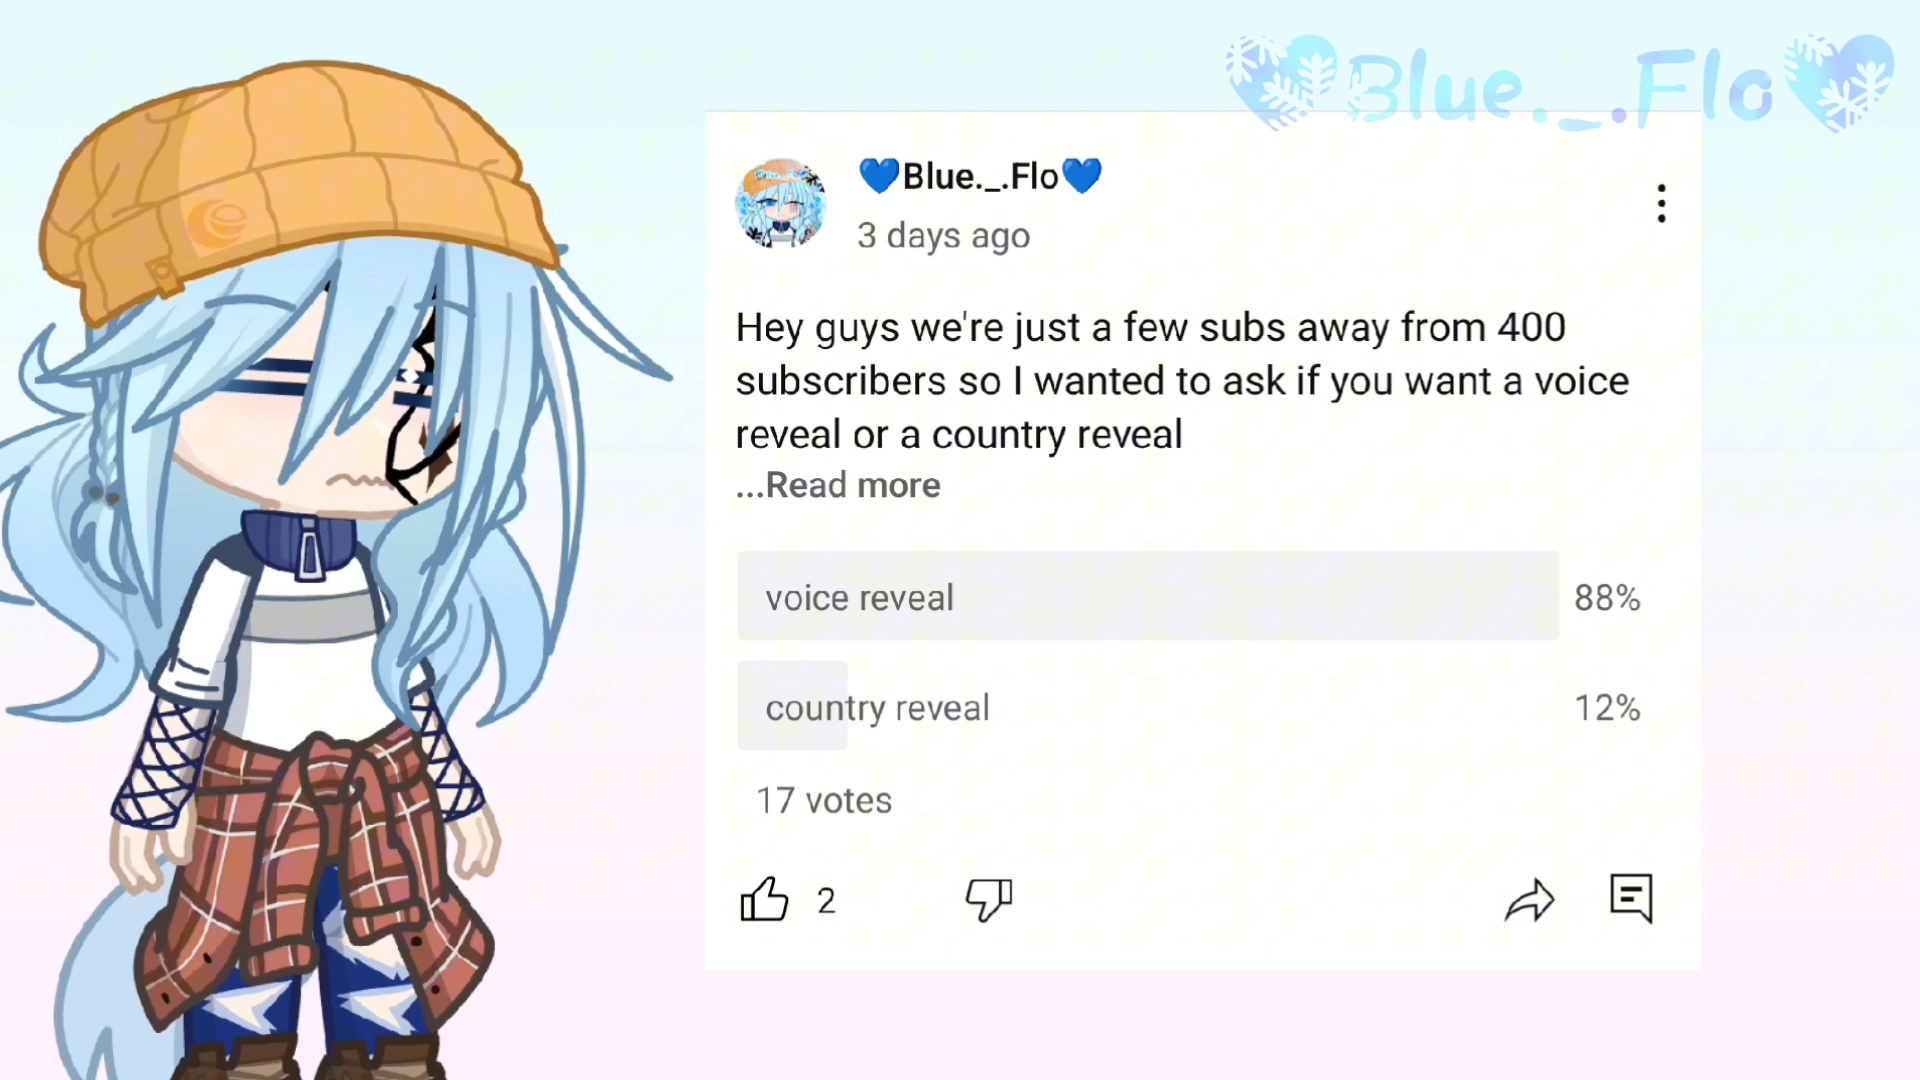 💙Blue._.Flo💙
💙Blue._.Flo💙
3 days ago
Hey guys we're just a few subs away from 400
subscribers so I wanted to ask if you want a voice
reveal or a country reveal
...Read more
voice reveal 88%
country reveal 12%
17 votes
2